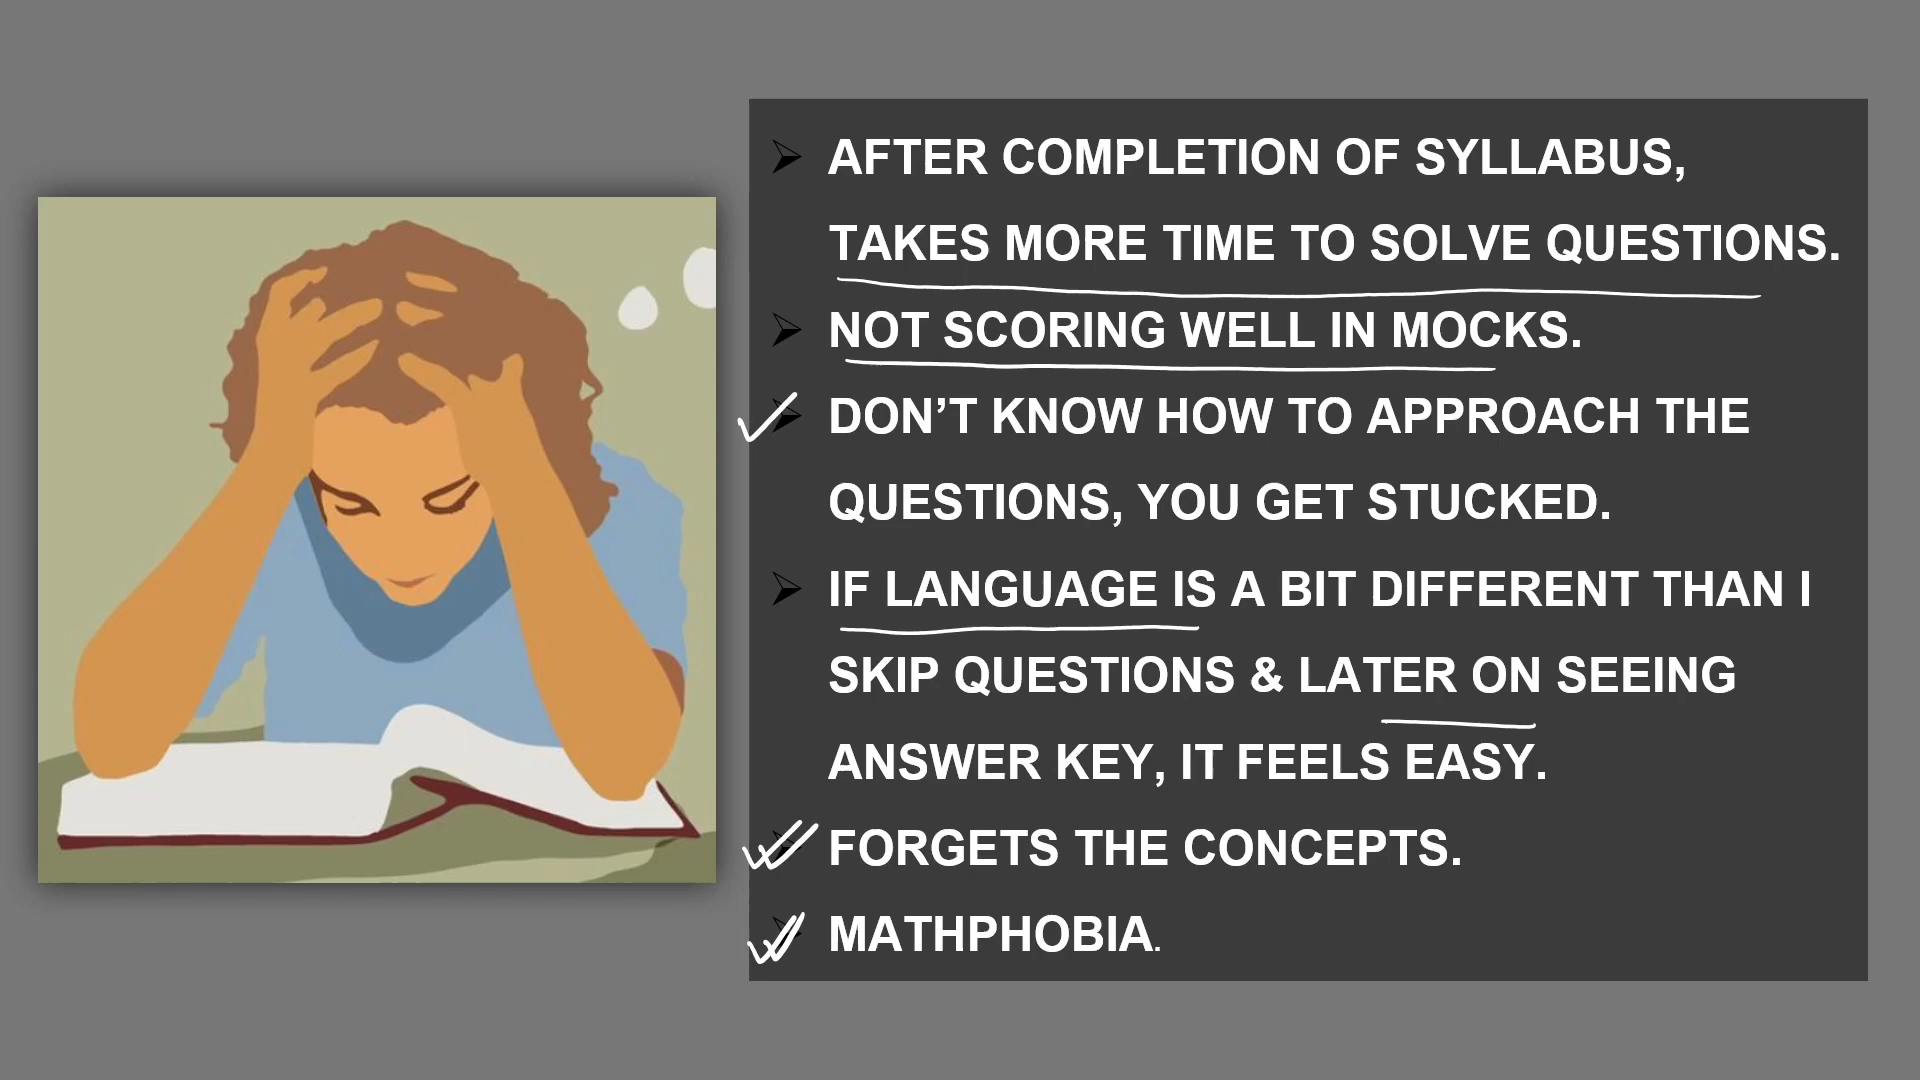 AFTER COMPLETION OF SYLLABUS,
TAKES MORE TIME TO SOLVE QUESTIONS.
NOT SCORING WELL IN MOCKS.
DON’T KNOW HOW TO APPROACH THE
QUESTIONS, YOU GET STUCKED.
IF LANGUAGE IS A BIT DIFFERENT THAN I
SKIP QUESTIONS & LATER ON SEEING
ANSWER KEY, IT FEELS EASY.
FORGETS THE CONCEPTS.
MATHPHOBIA.